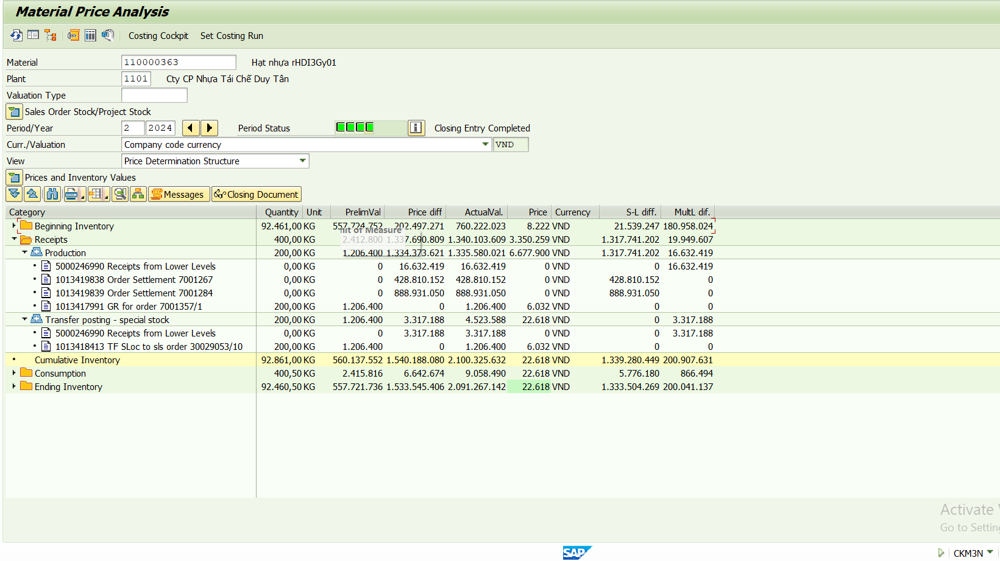 Material Price Analysis
Costing Cockpit Set Costing Run
Material 110000363 Hạt nhựa rHDI3Gy01
Plant 1101 Cty CP Nhựa Tái Chế Duy Tân
Valuation Type
Sales Order Stock/Project Stock
Period/Year 2 2024 Period Status Closing Entry Completed
Curr./Valuation Company code currency VND
View Price Determination Structure
Prices and Inventory Values
Messages Closing Document
Category Quantity Unit PrelimVal Price diff ActualVal. Price Currency S-L diff. MultL dif.
Beginning Inventory 92.461,00 KG 557.724.752 202.497.271 760.222.023 8.222 VND 21.539.247 180.958.024
nit of Measure
Receipts 400,00 KG 2.412.800 1.337.690.809 1.340.103.609 3.350.259 VND 1.317.741.202 19.949.607
Production 200,00 KG 1.206.400 1.334.373.621 1.335.580.021 6.677.900 VND 1.317.741.202 16.632.419
5000246990 Receipts from Lower Levels 0,00 KG 0 16.632.419 16.632.419 0 VND 0 16.632.419
1013419838 Order Settlement 7001267 0,00 KG 0 428.810.152 428.810.152 0 VND 428.810.152 0
1013419839 Order Settlement 7001284 0,00 KG 0 888.931.050 888.931.050 0 VND 888.931.050 0
1013417991 GR for order 7001357/1 200,00 KG 1.206.400 0 1.206.400 6.032 VND 0 0
Transfer posting - special stock 200,00 KG 1.206.400 3.317.188 4.523.588 22.618 VND 0 3.317.188
5000246990 Receipts from Lower Levels 0,00 KG 0 3.317.188 3.317.188 0 VND 0 3.317.188
1013418413 TF SLoc to sls order 30029053/10 200,00 KG 1.206.400 0 1.206.400 6.032 VND 0 0
Cumulative Inventory 92.861,00 KG 560.137.552 1.540.188.080 2.100.325.632 22.618 VND 1.339.280.449 200.907.631
Consumption 400,50 KG 2.415.816 6.642.674 9.058.490 22.618 VND 5.776.180 866.494
Ending Inventory 92.460,50 KG 557.721.736 1.533.545.406 2.091.267.142 22.618 VND 1.333.504.269 200.041.137
Activate
Go to Setting
SAP CKM3N